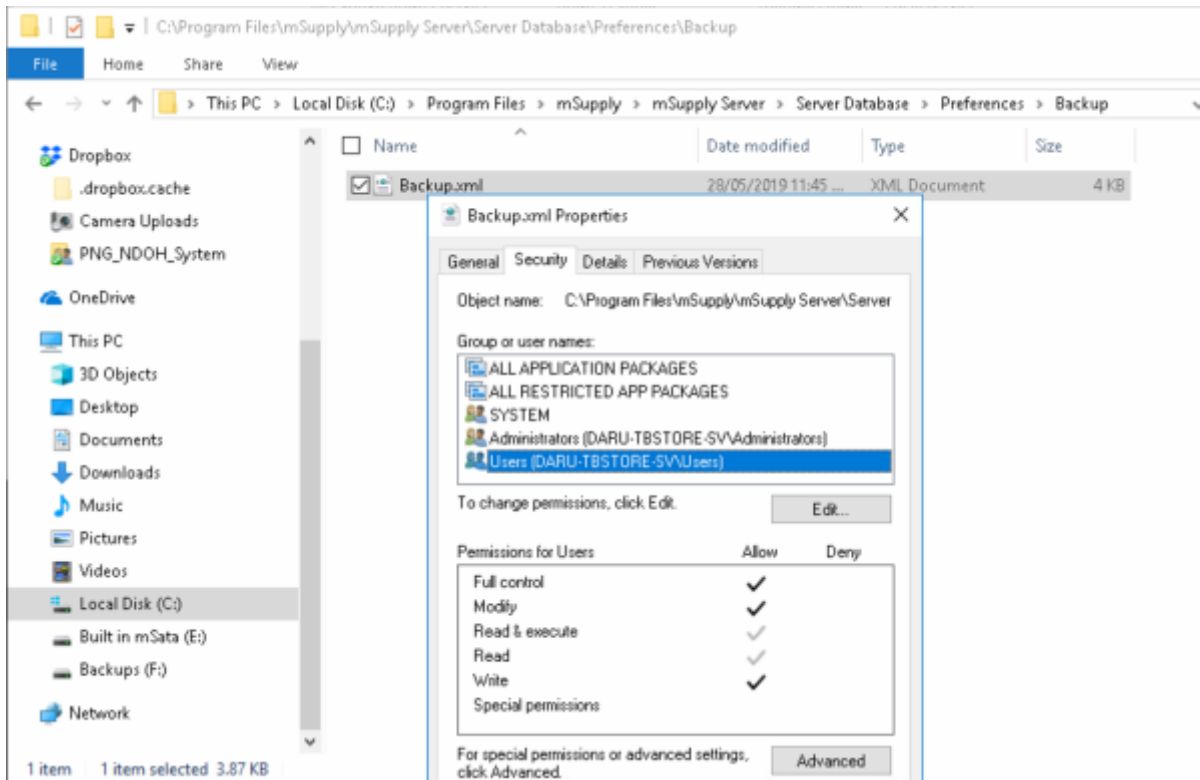 C:\Program Files\mSupply\mSupply Server\Server Database\Preferences\Backup
File Home Share View
This PC > Local Disk (C:) > Program Files > mSupply > mSupply Server > Server Database > Preferences > Backup
Name Date modified Type Size
Dropbox
.dropbox.cache
Camera Uploads
PNG_NDOH_System
OneDrive
This PC
3D Objects
Desktop
Documents
Downloads
Music
Pictures
Videos
Local Disk (C:)
Built in mSata (E:)
Backups (F:)
Network
1 item 1 item selected 3.87 KB
Backup.xml 28/05/2019 11:45 ... XML Document 4 KB
Backup.xml Properties
General Security Details Previous Versions
Object name: C:\Program Files\mSupply\mSupply Server\Server
Group or user names:
ALL APPLICATION PACKAGES
ALL RESTRICTED APP PACKAGES
SYSTEM
Administrators (DARU-TBSTORE-SV\Administrators)
Users (DARU-TBSTORE-SV\Users)
To change permissions, click Edit.
Edit...
Permissions for Users Allow Deny
Full control
Modify
Read & execute
Read
Write
Special permissions
For special permissions or advanced settings,
click Advanced.
Advanced